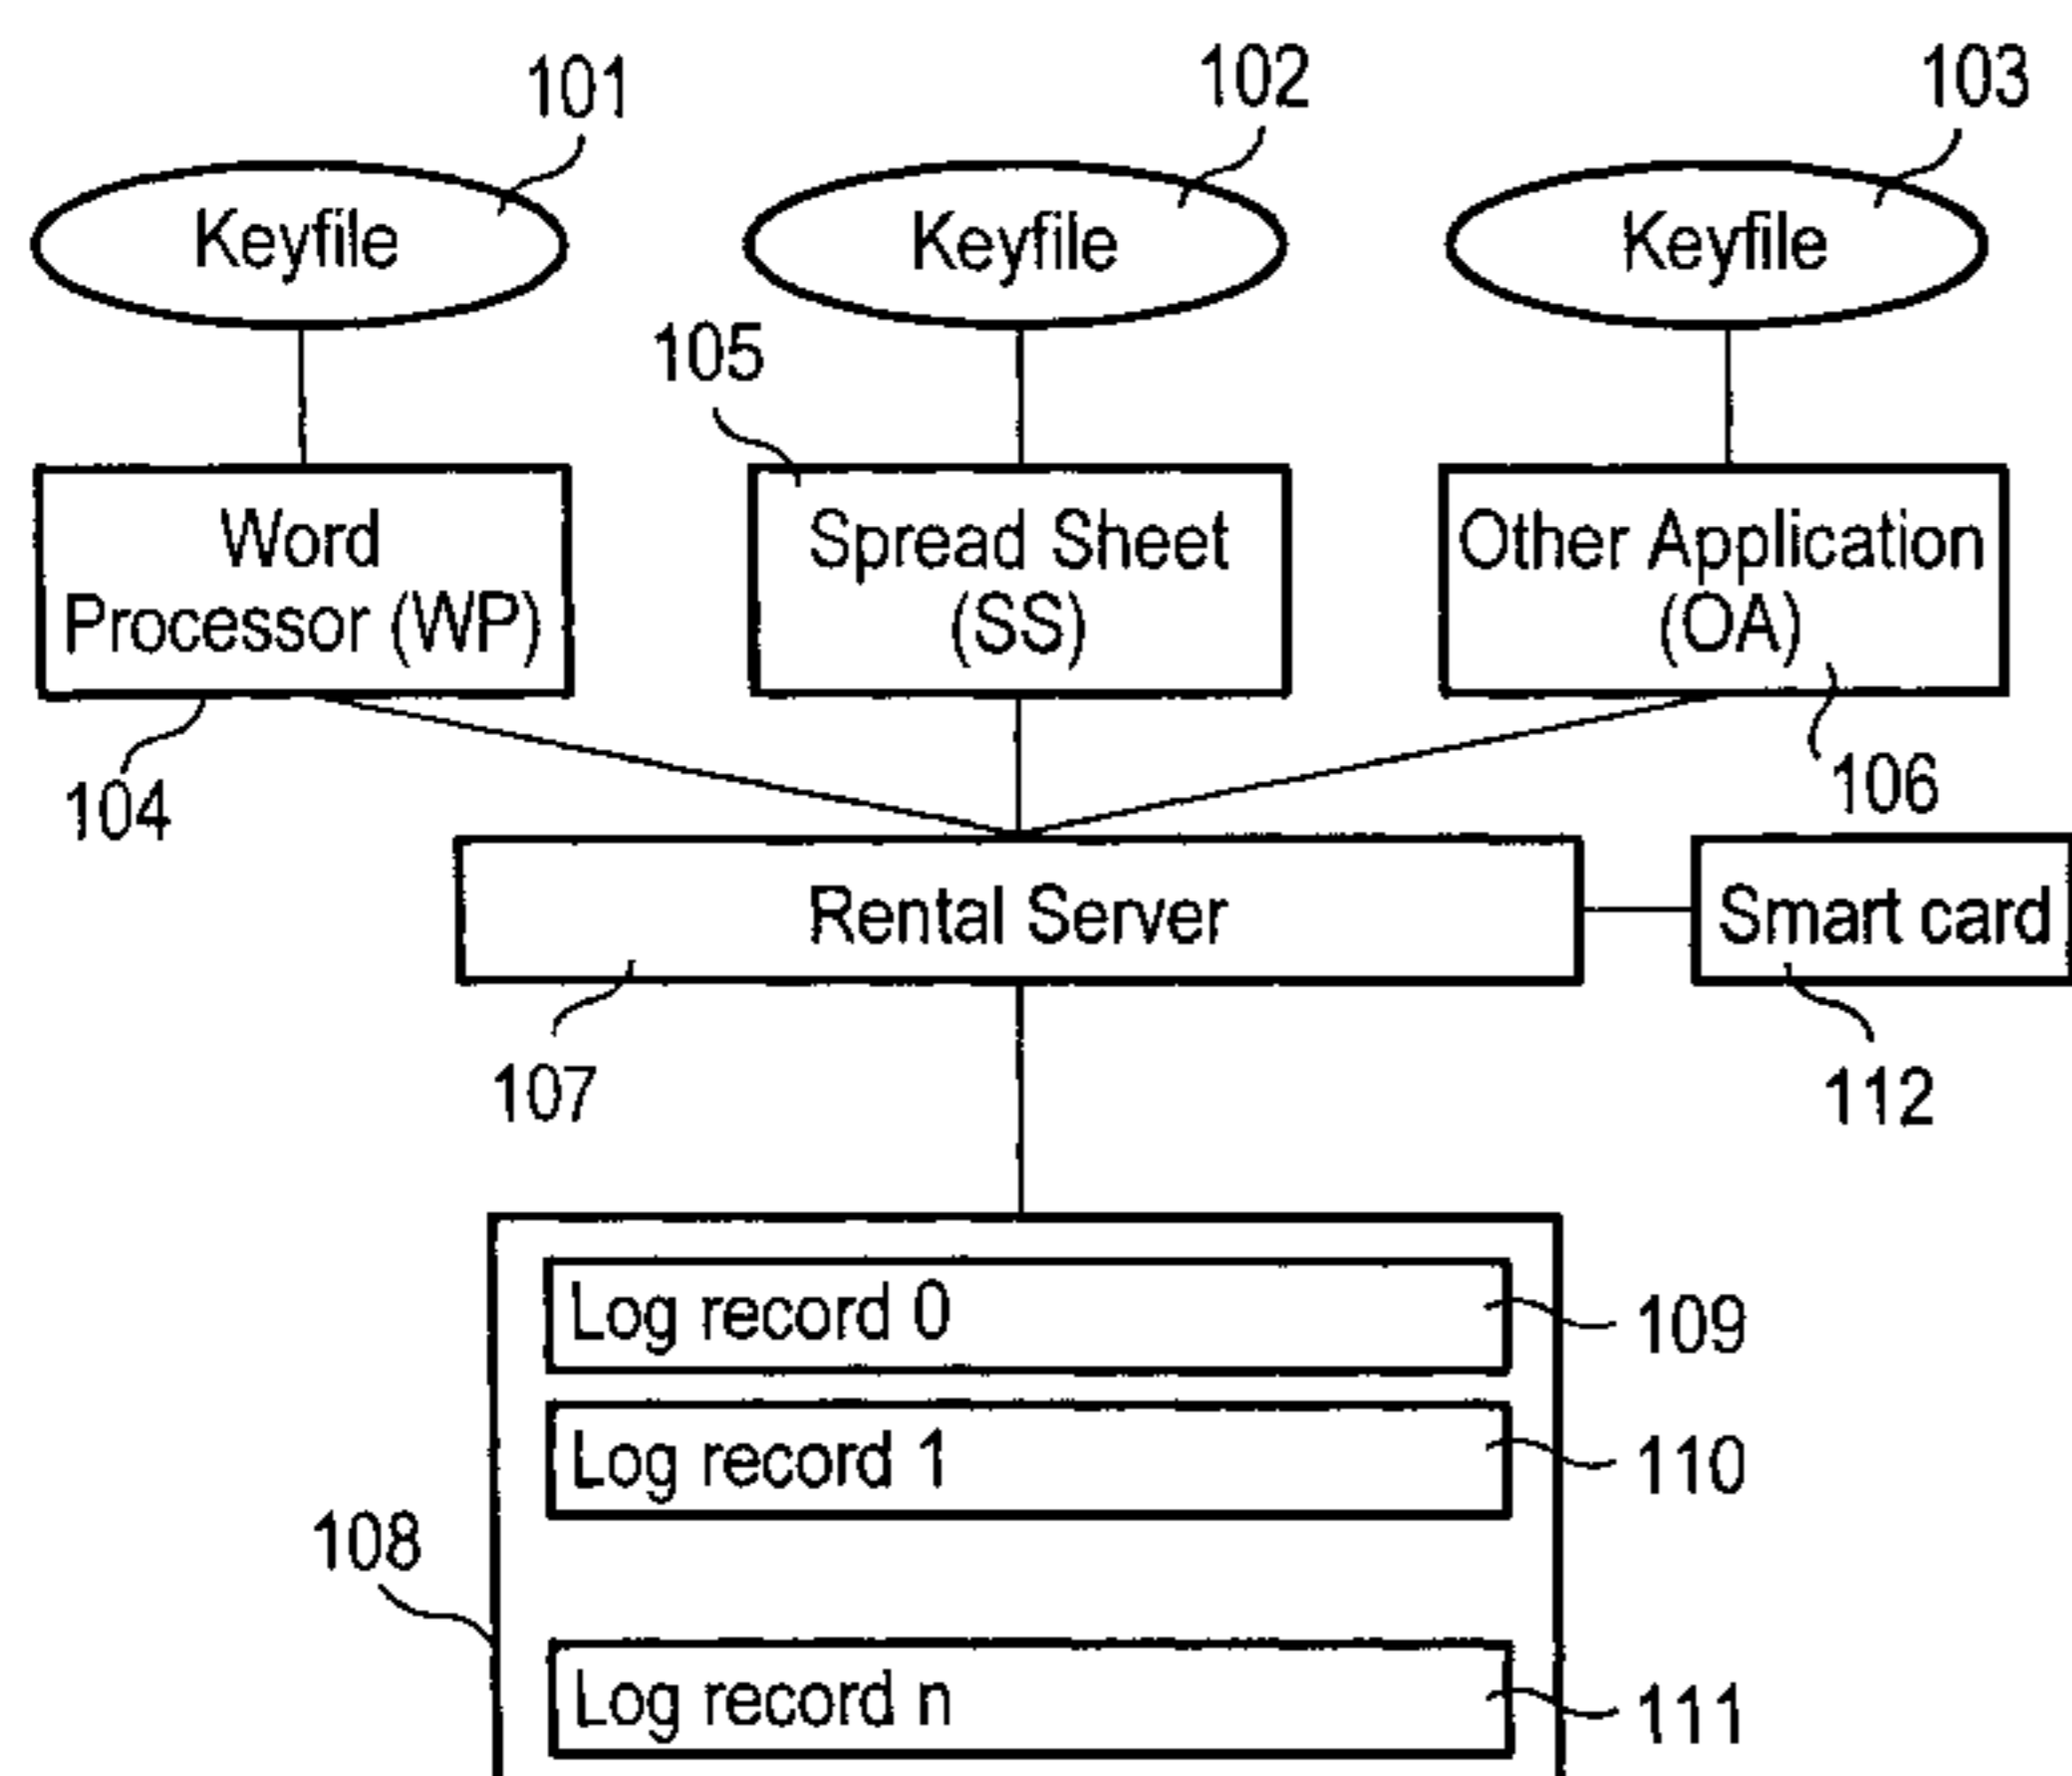 101
102
103
Keyfile
Keyfile
Keyfile
105
Word
Processor (WP)
Spread Sheet
(SS)
Other Application
(OA)
104
106
Rental Server
Smart card
107
112
Log record 0
109
Log record 1
110
108
Log record n
111